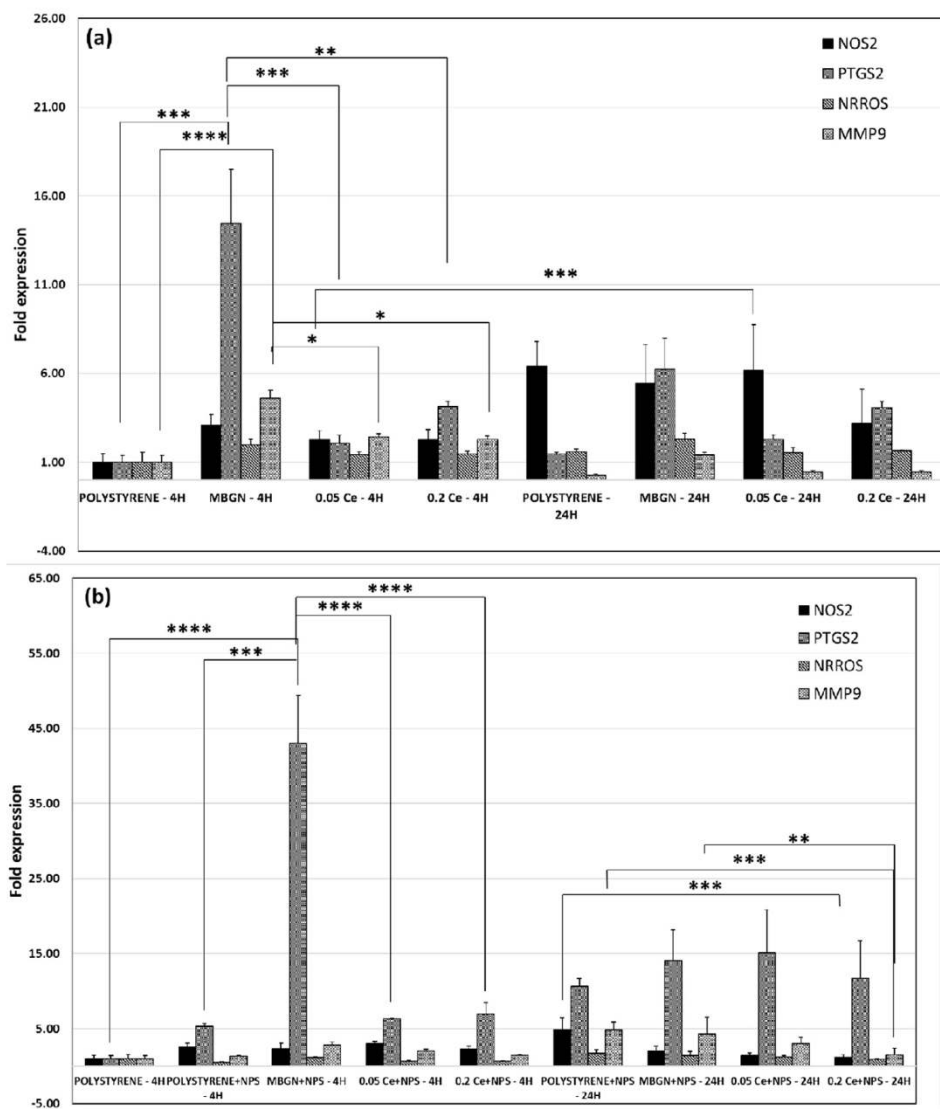 (a)
26.00
21.00
16.00
11.00
6.00
1.00
-4.00
Fold expression
NOS2
PTGS2
NRROS
MMP9
**
***
***
****
***
*
*
POLYSTYRENE - 4H
MBGN - 4H
0.05 Ce - 4H
0.2 Ce - 4H
POLYSTYRENE -
24H
MBGN - 24H
0.05 Ce - 24H
0.2 Ce - 24H
(b)
65.00
55.00
45.00
35.00
25.00
15.00
5.00
-5.00
Fold expression
NOS2
PTGS2
NRROS
MMP9
****
****
****
***
**
***
***
POLYSTYRENE - 4H
POLYSTYRENE+NPS
- 4H
MBGN+NPS - 4H
0.05 Ce+NPS - 4H
0.2 Ce+NPS - 4H
POLYSTYRENE+NPS
- 24H
MBGN+NPS - 24H
0.05 Ce+NPS - 24H
0.2 Ce+NPS - 24H